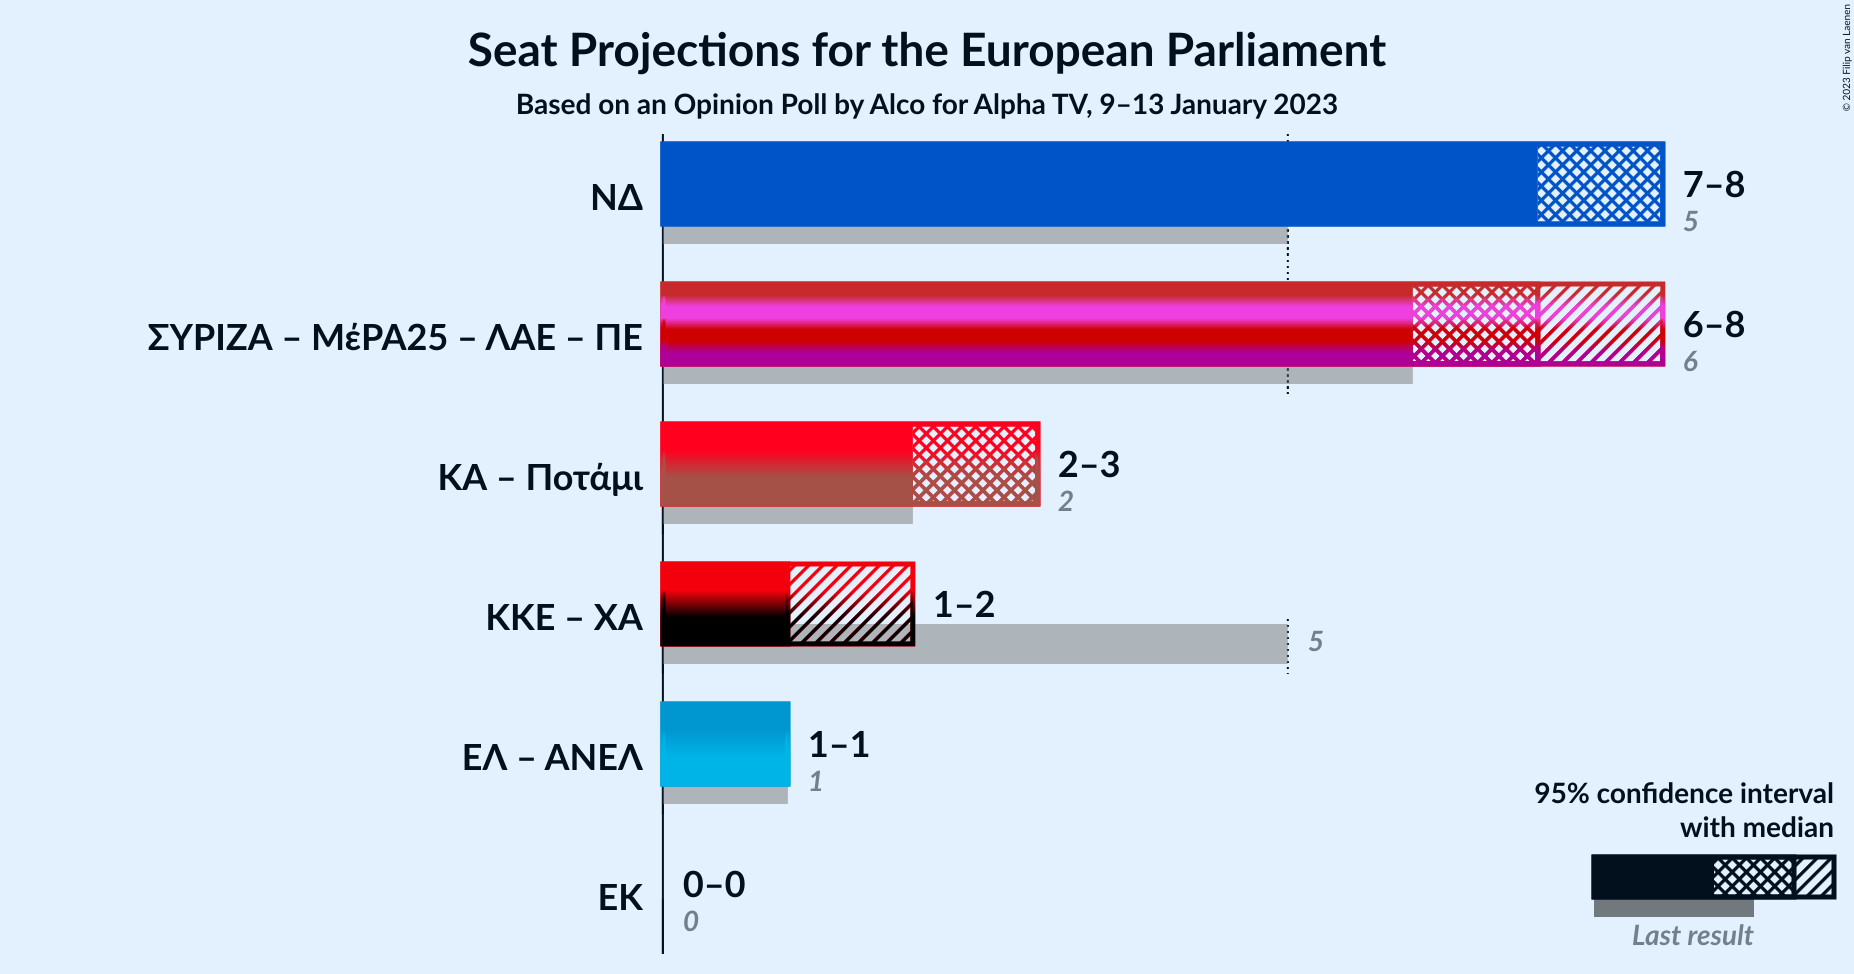 Seat Projections for the European Parliament
Based on an Opinion Poll by Alco for Alpha TV, 9–13 January 2023
© 2023 Filip van Laenen
ΝΔ
7–8
5
ΣΥΡΙΖΑ – ΜέΡΑ25 – ΛΑΕ – ΠΕ
6–8
6
ΚΑ – Ποτάμι
2–3
2
ΚΚΕ – ΧΑ
1–2
5
ΕΛ – ΑΝΕΛ
1–1
1
ΕΚ
0–0
0
95% confidence interval
with median
Last result